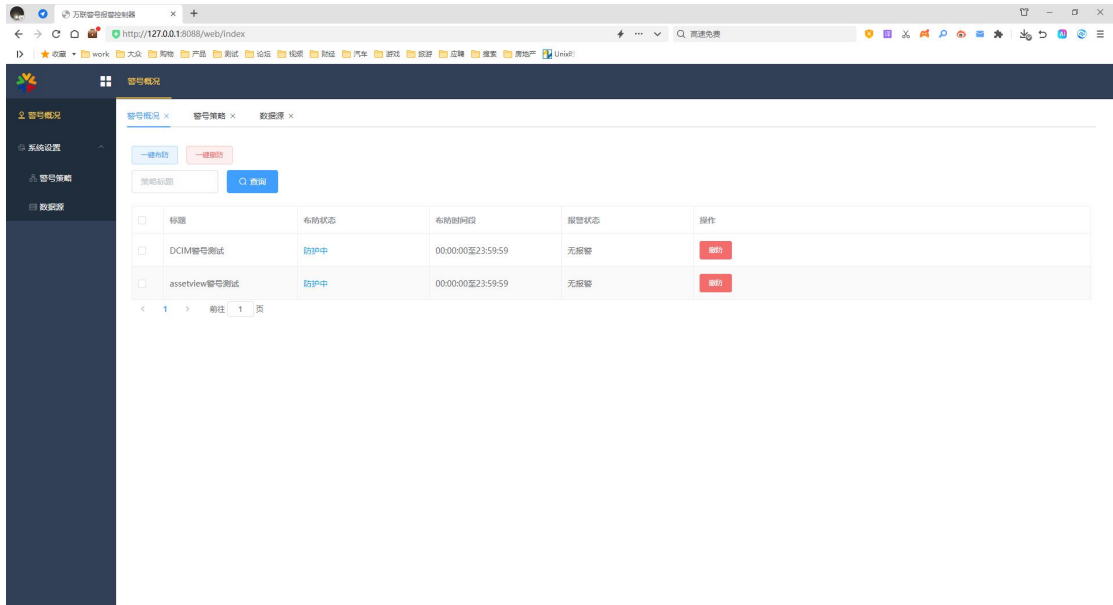 万联警号报警控制器
http://127.0.0.1:8088/web/index
高速免费
收藏 work 大众 购物 产品 测试 论坛 视频 财经 汽车 游戏 旅游 应聘 搜索 房地产 Unix
警号概况
警号概况
系统设置
警号策略
数据源
警号概况 警号策略 数据源
一键布防 一键撤防
策略标题 查询
标题 布防状态 布防时间段 报警状态 操作
DCIM警号测试 防护中 00:00:00至23:59:59 无报警 撤防
assetview警号测试 防护中 00:00:00至23:59:59 无报警 撤防
1 前往 1 页